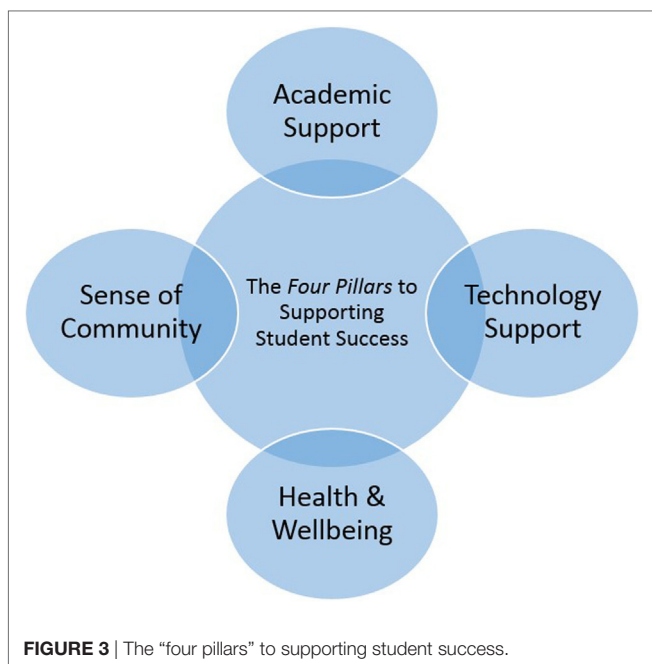 Academic
Support
Sense of
Community
The Four Pillars to
Supporting
Student Success
Technology
Support
Health &
Wellbeing
FIGURE 3 | The “four pillars” to supporting student success.